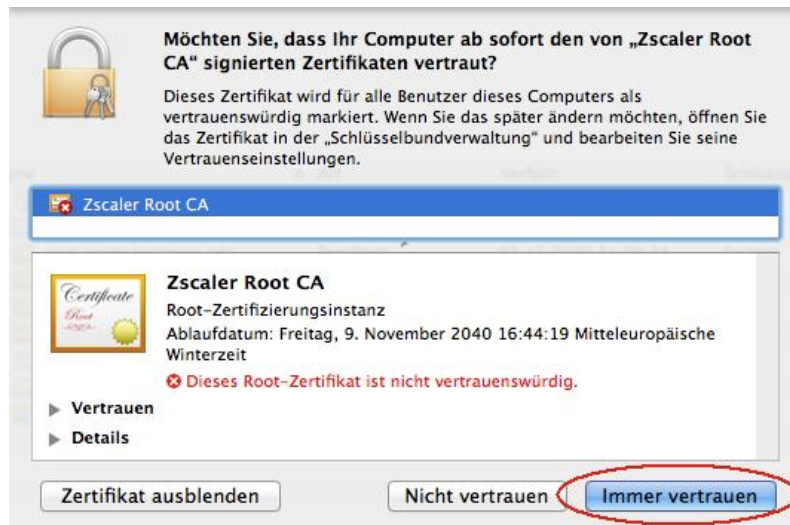 Möchten Sie, dass Ihr Computer ab sofort den von „Zscaler Root
CA“ signierten Zertifikaten vertraut?
Dieses Zertifikat wird für alle Benutzer dieses Computers als
vertrauenswürdig markiert. Wenn Sie das später ändern möchten, öffnen Sie
das Zertifikat in der „Schlüsselbundverwaltung“ und bearbeiten Sie seine
Vertrauenseinstellungen.
Zscaler Root CA
Certificate
Root
Zscaler Root CA
Root-Zertifizierungsinstanz
Ablaufdatum: Freitag, 9. November 2040 16:44:19 Mitteleuropäische
Winterzeit
Dieses Root-Zertifikat ist nicht vertrauenswürdig.
Vertrauen
Details
Zertifikat ausblenden
Nicht vertrauen
Immer vertrauen